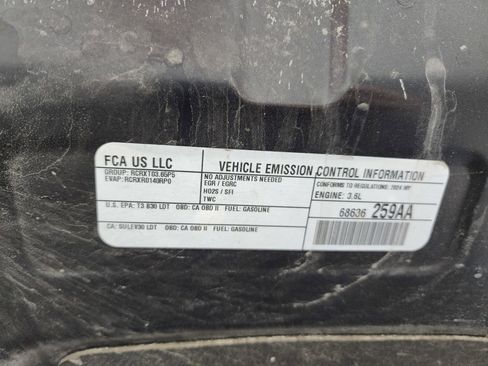 FCA US LLC
GROUP: RCRXT03.65P5
EVAP: RCRXR0140RP0
VEHICLE EMISSION CONTROL INFORMATION
NO ADJUSTMENTS NEEDED
EGR / EGRC
HO2S / SFI
TWC
CONFORMS TO REGULATIONS: 2024 MY
ENGINE: 3.6L
U.S. EPA: T3 B30 LDT OBD: CA OBD II FUEL: GASOLINE
68636 259AA
CA: SULEV30 LDT OBD: CA OBD II FUEL: GASOLINE